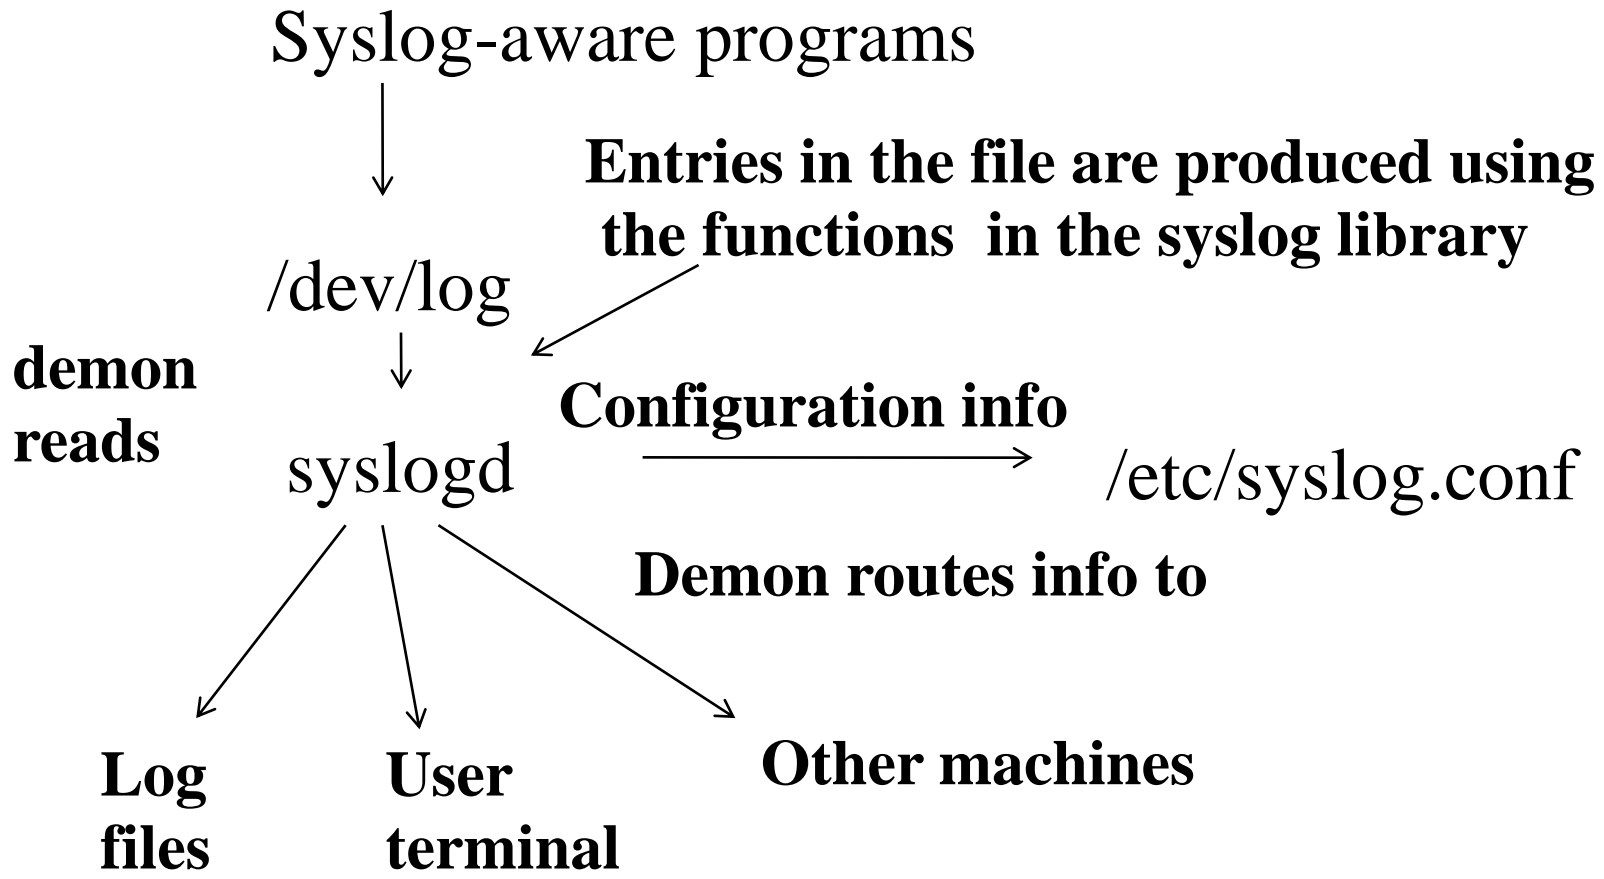 Syslog-aware programs
Entries in the file are produced using
the functions in the syslog library
/dev/log
demon
reads
Configuration info
syslogd
/etc/syslog.conf
Demon routes info to
Log
files
User
terminal
Other machines